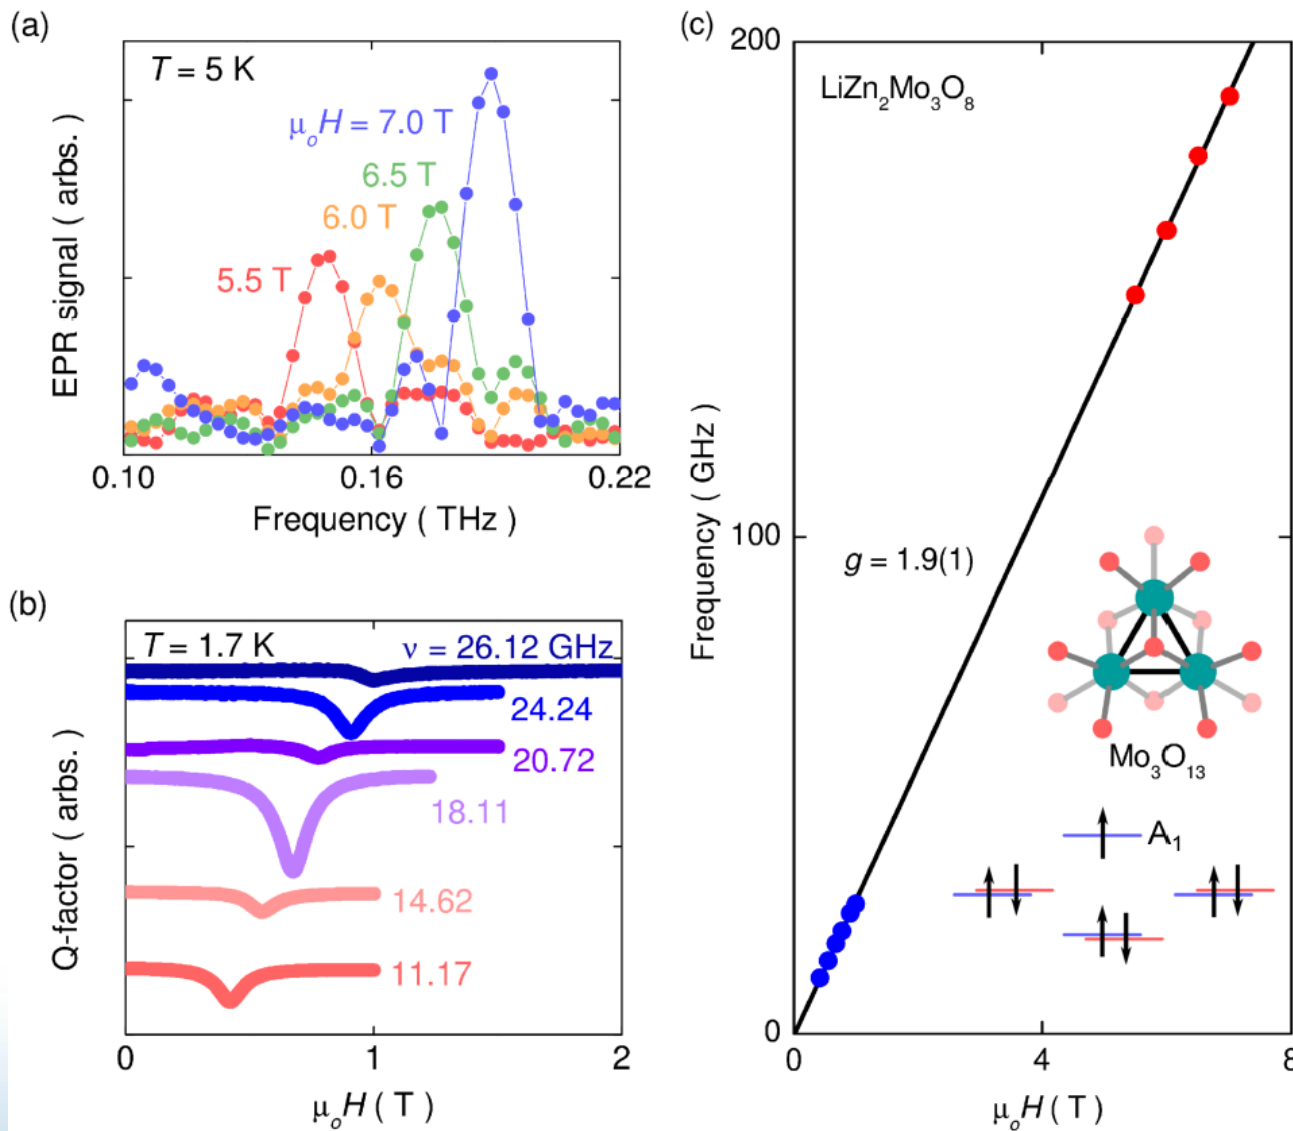 (a)
T = 5 K
μₒH = 7.0 T
6.5 T
6.0 T
5.5 T
EPR signal ( arbs. )
0.10 0.16 0.22
Frequency ( THz )
(b)
T = 1.7 K
ν = 26.12 GHz
24.24
20.72
18.11
14.62
11.17
Q-factor ( arbs. )
0 1 2
μₒH ( T )
(c)
200
LiZn₂Mo₃O₈
Frequency ( GHz )
100
g = 1.9(1)
Mo₃O₁₃
A₁
0
0 4 8
μₒH ( T )